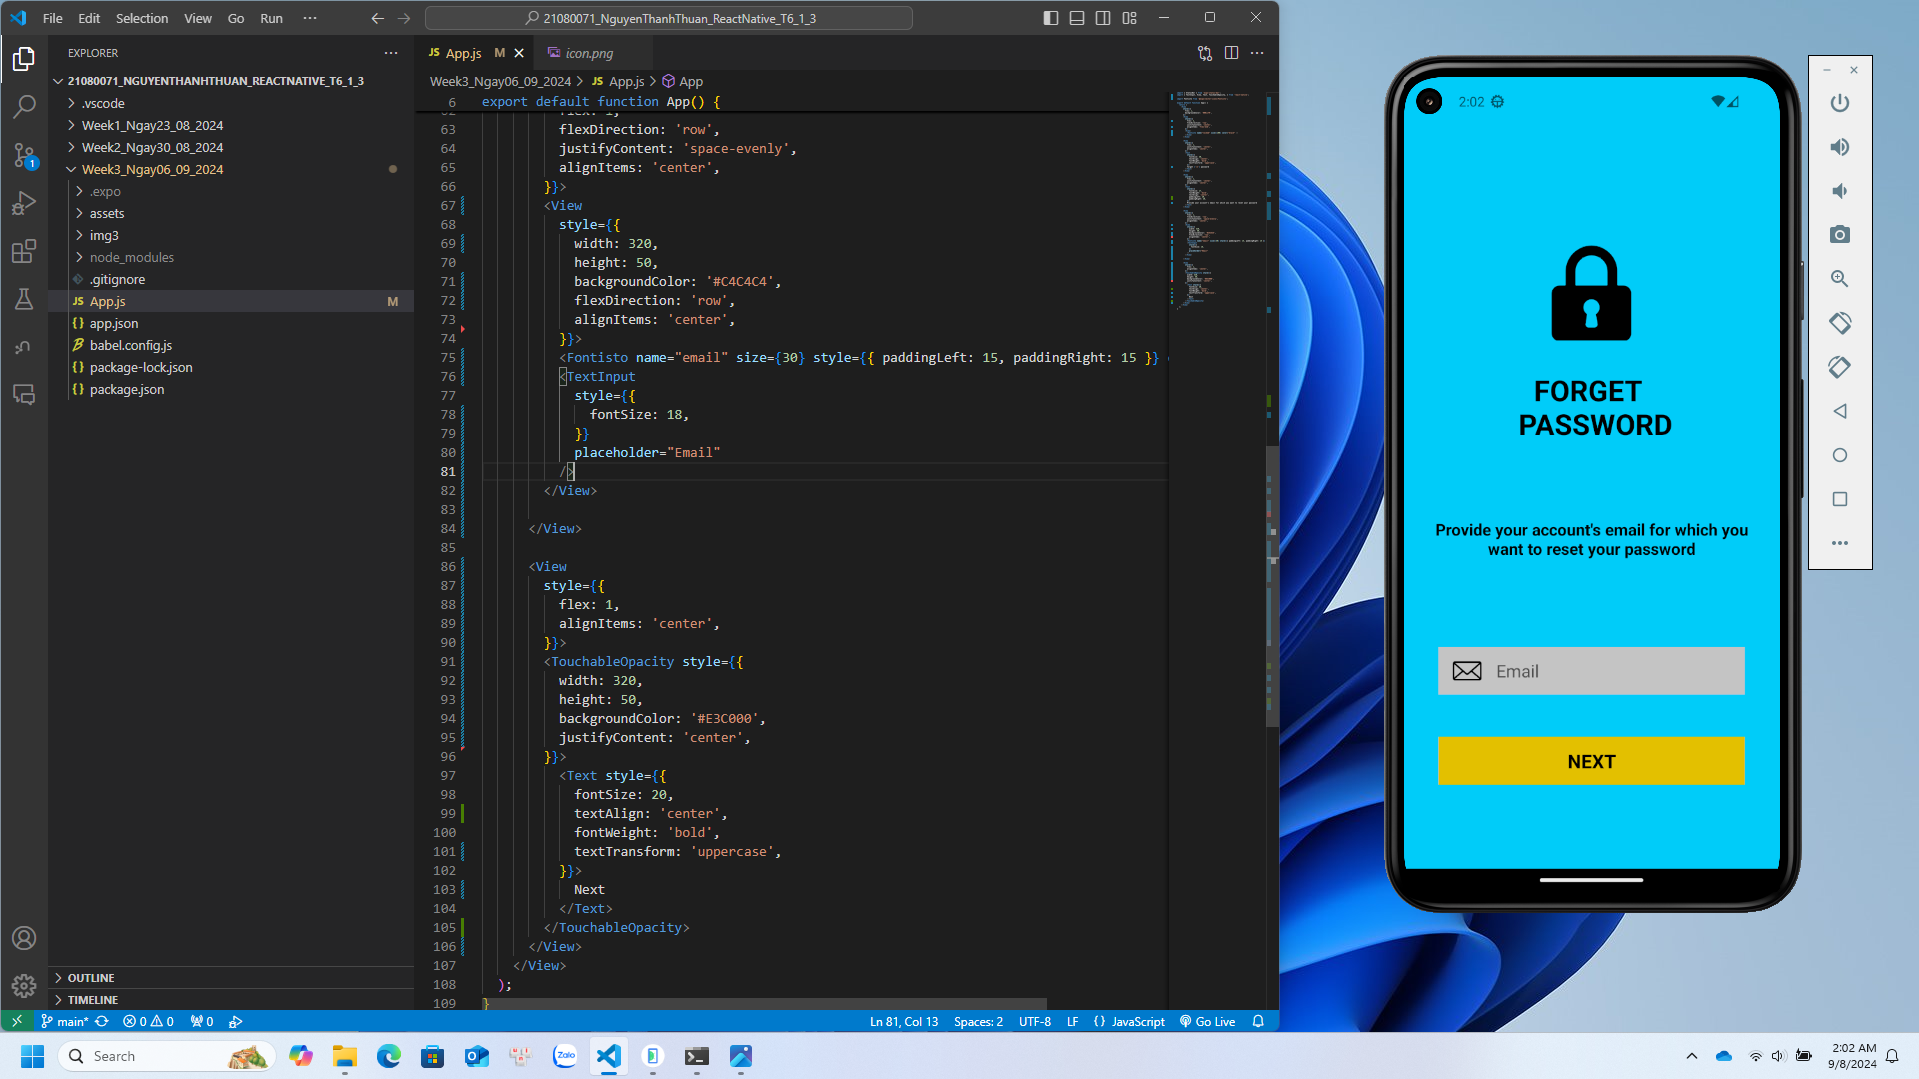 File Edit Selection View Go Run ··· 21080071_NguyenThanhThuan_ReactNative_T6_1_3
EXPLORER
21080071_NGUYENTHANHTHUAN_REACTNATIVE_T6_1_3
.vscode
Week1_Ngay23_08_2024
Week2_Ngay30_08_2024
Week3_Ngay06_09_2024
.expo
assets
img3
node_modules
.gitignore
JS App.js M
{} app.json
babel.config.js
{} package-lock.json
{} package.json
OUTLINE
TIMELINE
JS App.js M
icon.png
Week3_Ngay06_09_2024 > JS App.js > App
6 export default function App() {
63 flexDirection: 'row',
64 justifyContent: 'space-evenly',
65 alignItems: 'center',
66 }}>
67 <View
68 style={{
69 width: 320,
70 height: 50,
71 backgroundColor: '#C4C4C4',
72 flexDirection: 'row',
73 alignItems: 'center',
74 }}>
75 <Fontisto name="email" size={30} style={{ paddingLeft: 15, paddingRight: 15 }}
76 <TextInput
77 style={{
78 fontSize: 18,
79 }}
80 placeholder="Email"
81 />
82 </View>
83
84 </View>
85
86 <View
87 style={{
88 flex: 1,
89 alignItems: 'center',
90 }}>
91 <TouchableOpacity style={{
92 width: 320,
93 height: 50,
94 backgroundColor: '#E3C000',
95 justifyContent: 'center',
96 }}>
97 <Text style={{
98 fontSize: 20,
99 textAlign: 'center',
100 fontWeight: 'bold',
101 textTransform: 'uppercase',
102 }}>
103 Next
104 </Text>
105 </TouchableOpacity>
106 </View>
107 </View>
108 );
109 }
2:02
FORGET
PASSWORD
Provide your account's email for which you
want to reset your password
Email
NEXT
main* 0 0 0 Ln 81, Col 13 Spaces: 2 UTF-8 LF {} JavaScript Go Live
1
Search
Zalo
2:02 AM
9/8/2024